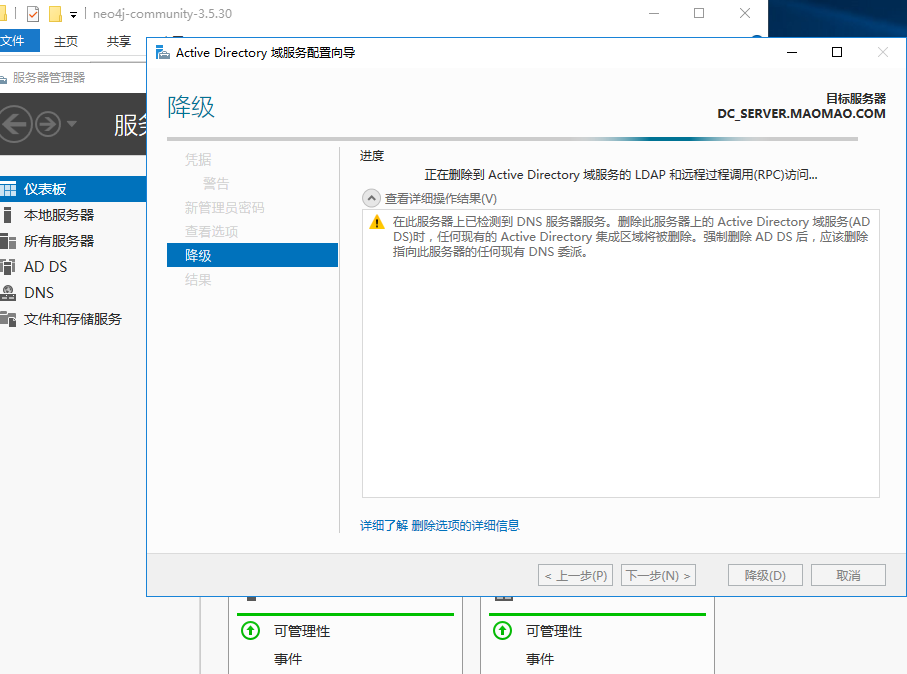 neo4j-community-3.5.30
文件
主页
共享
服务器管理器
Active Directory 域服务配置向导
降级
目标服务器
DC_SERVER.MAOMAO.COM
仪表板
本地服务器
所有服务器
AD DS
DNS
文件和存储服务
凭据
警告
新管理员密码
查看选项
降级
结果
进度
正在删除到 Active Directory 域服务的 LDAP 和远程过程调用(RPC)访问...
查看详细操作结果(V)
在此服务器上已检测到 DNS 服务器服务。删除此服务器上的 Active Directory 域服务(AD
DS)时，任何现有的 Active Directory 集成区域将被删除。强制删除 AD DS 后，应该删除
指向此服务器的任何现有 DNS 委派。
详细了解 删除选项的详细信息
< 上一步(P)
下一步(N) >
降级(D)
取消
可管理性
事件
可管理性
事件